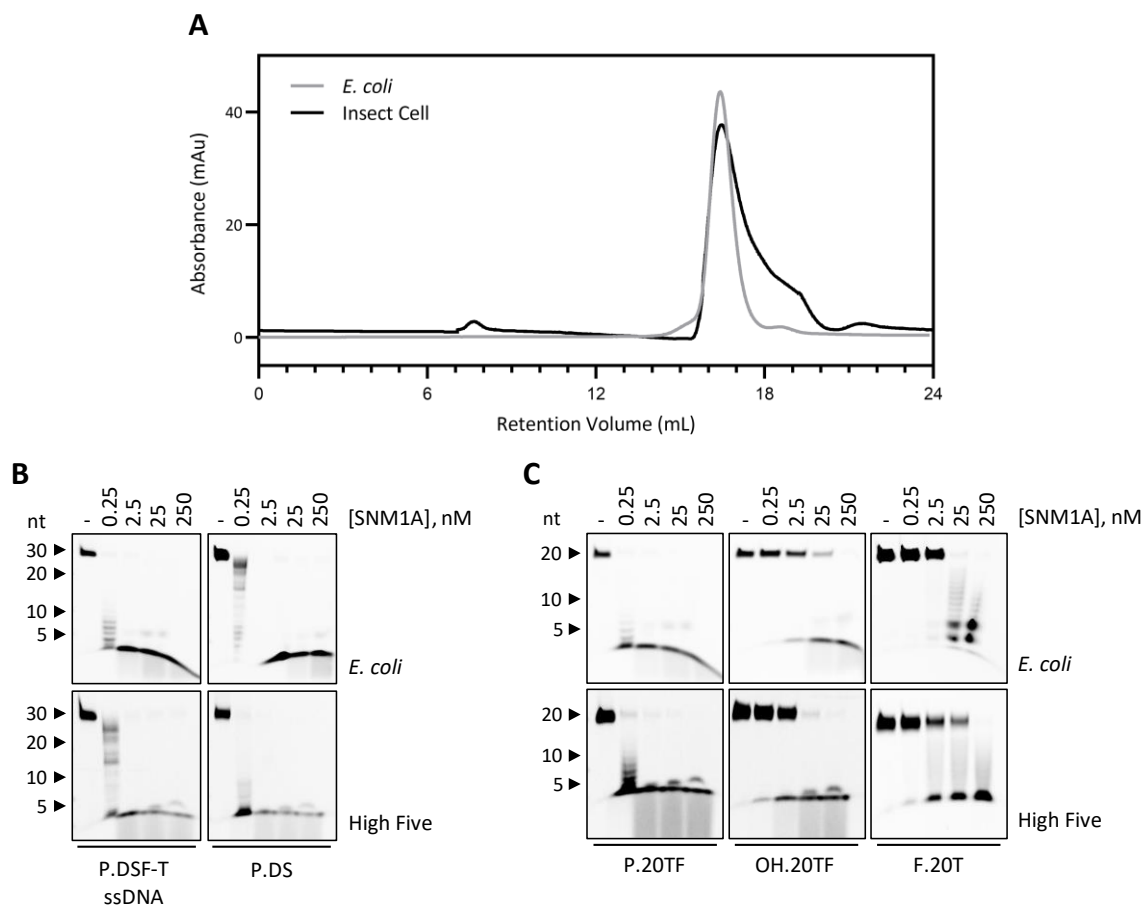 A
E. coli
Insect Cell
Absorbance (mAu)
40
20
0
0 6 12 18 24
Retention Volume (mL)
B
nt - 0.25 2.5 25 250 - 0.25 2.5 25 250 [SNM1A], nM
30
20
10
5
E. coli
30
20
10
5
High Five
P.DSF-T
ssDNA
P.DS
C
nt - 0.25 2.5 25 250 - 0.25 2.5 25 250 - 0.25 2.5 25 250 [SNM1A], nM
20
10
5
E. coli
20
10
5
High Five
P.20TF OH.20TF F.20T